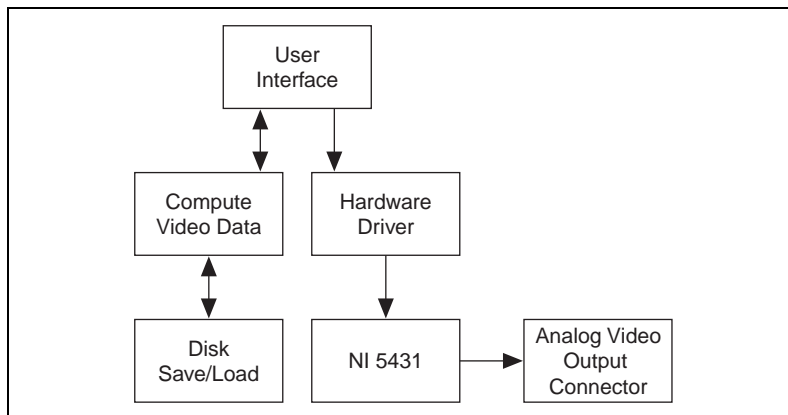 User
Interface
Compute
Video Data
Hardware
Driver
Disk
Save/Load
NI 5431
Analog Video
Output
Connector